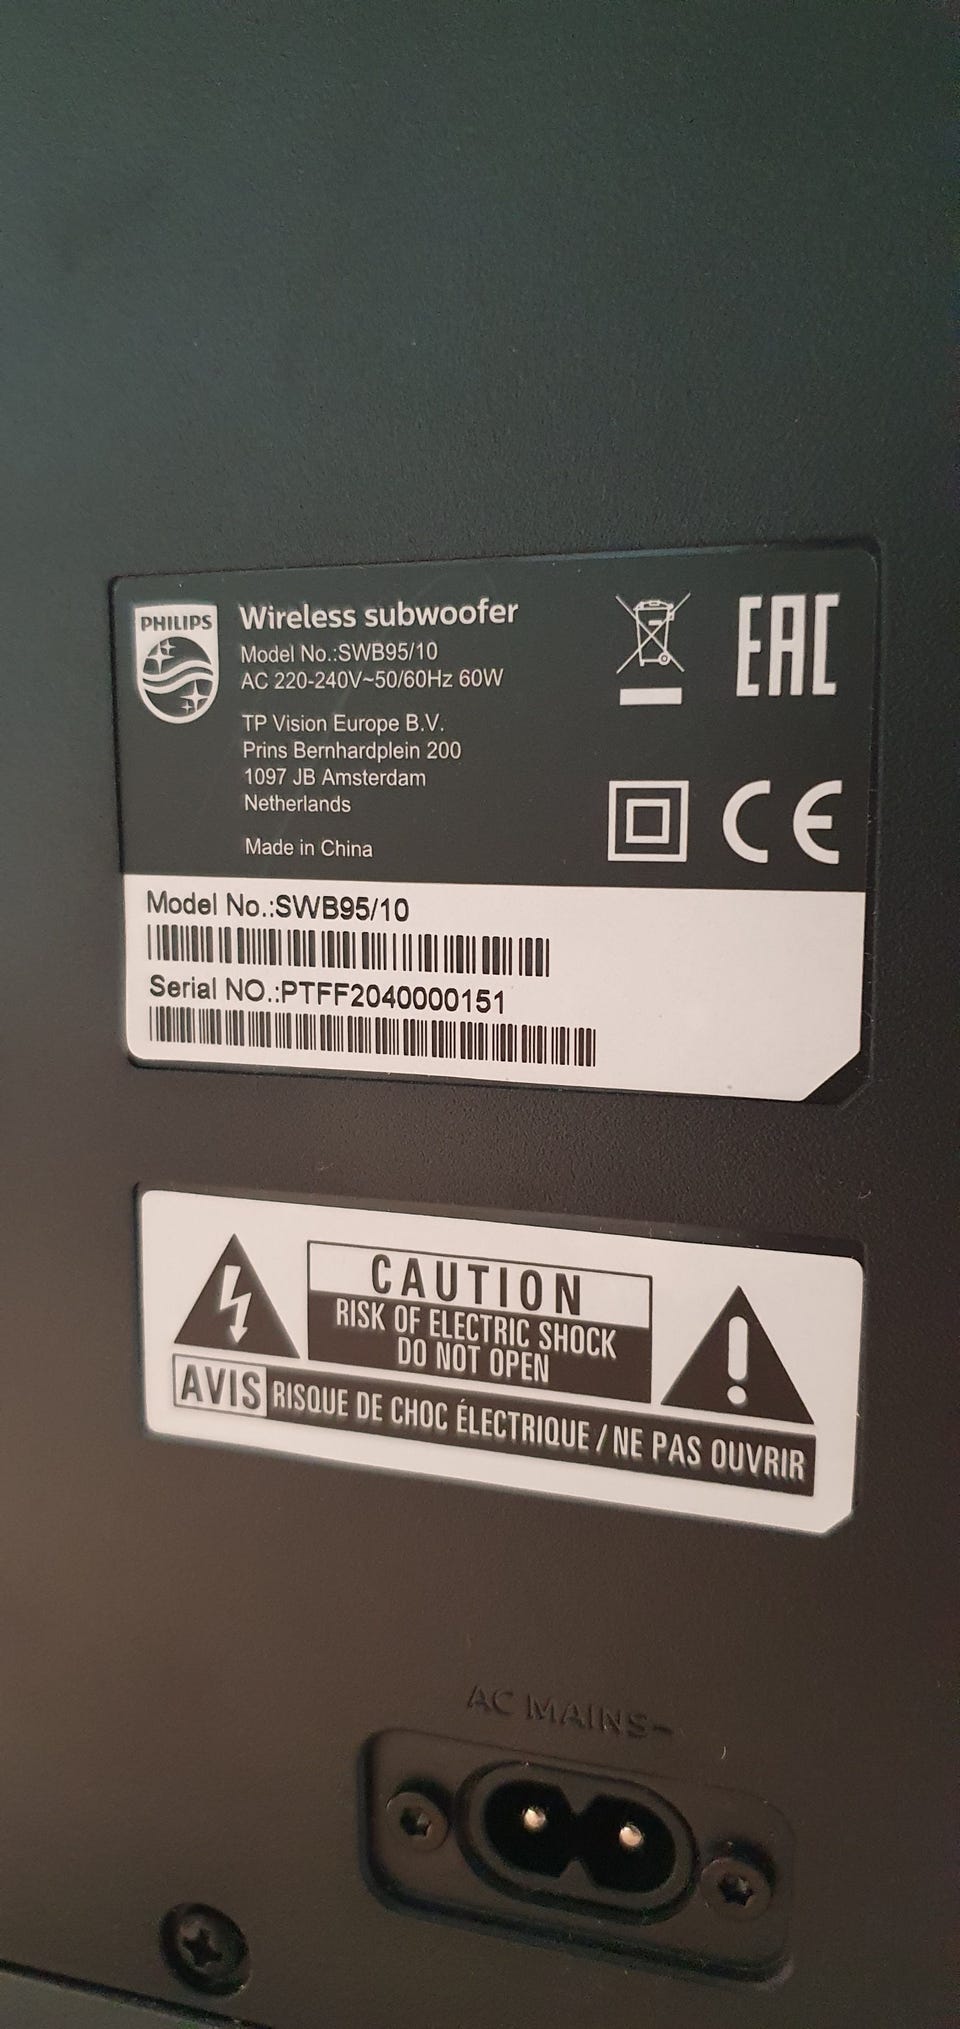 PHILIPS
Wireless subwoofer
Model No.:SWB95/10
AC 220-240V~50/60Hz 60W
TP Vision Europe B.V.
Prins Bernhardplein 200
1097 JB Amsterdam
Netherlands
Made in China
EAC
CE
Model No.:SWB95/10
Serial NO.:PTFF2040000151
CAUTION
RISK OF ELECTRIC SHOCK
DO NOT OPEN
AVIS RISQUE DE CHOC ÉLECTRIQUE / NE PAS OUVRIR
AC MAINS~